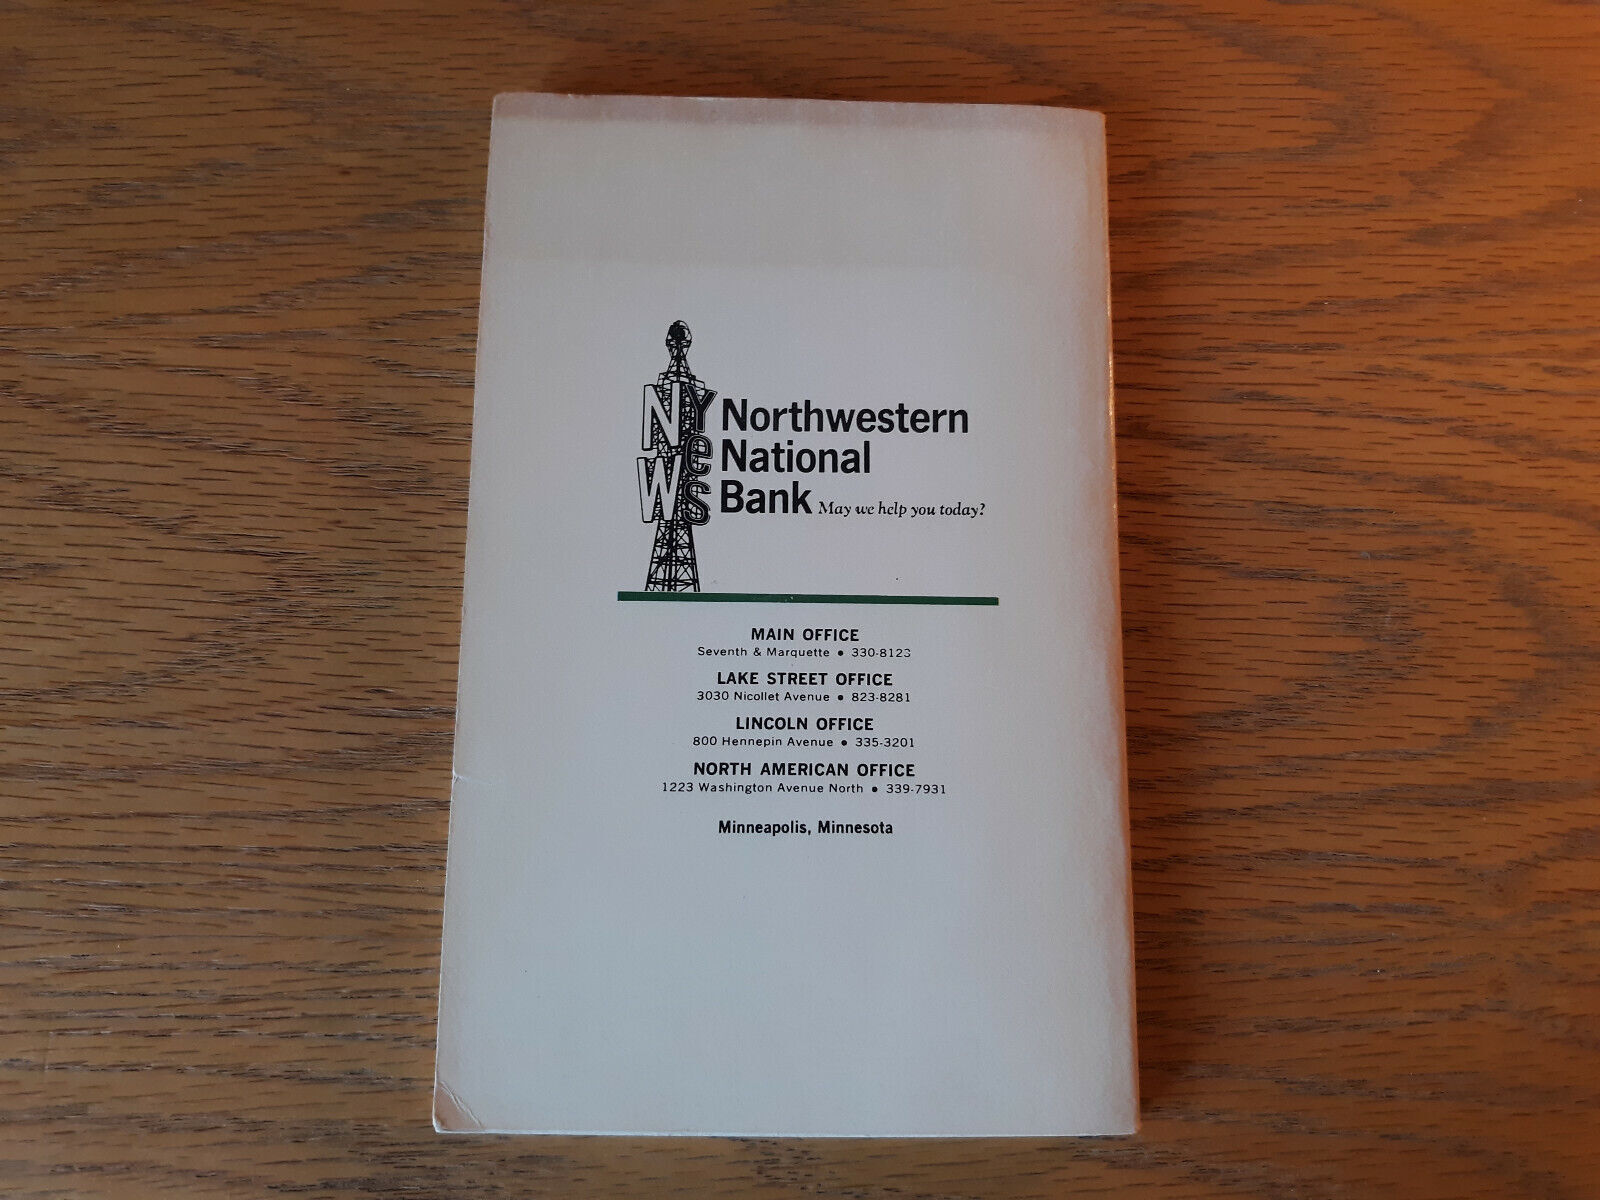 N Y
e
W S
Northwestern
National
Bank May we help you today?
MAIN OFFICE
Seventh & Marquette • 330-8123
LAKE STREET OFFICE
3030 Nicollet Avenue • 823-8281
LINCOLN OFFICE
800 Hennepin Avenue • 335-3201
NORTH AMERICAN OFFICE
1223 Washington Avenue North • 339-7931
Minneapolis, Minnesota